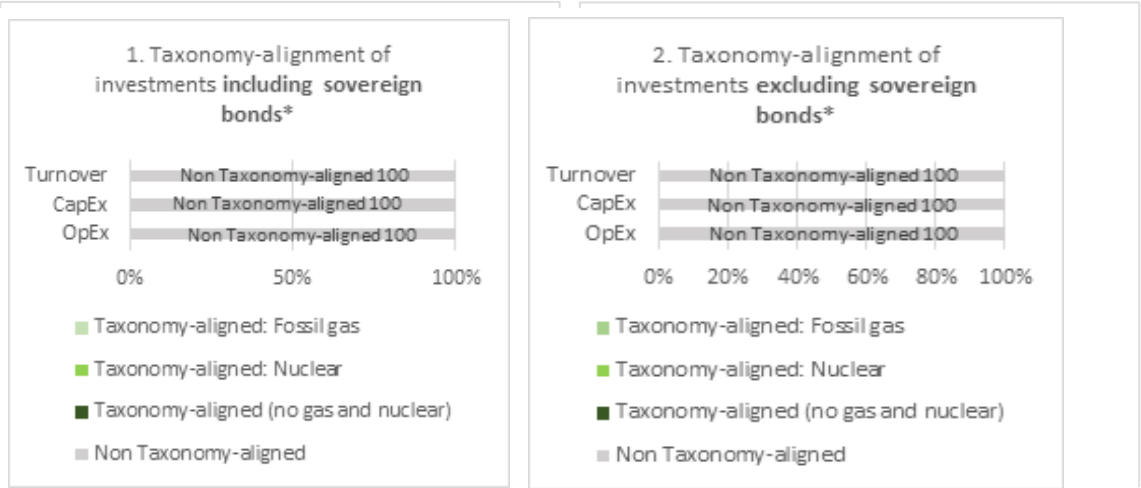 1. Taxonomy-alignment of
investments including sovereign
bonds*
Turnover
Non Taxonomy-aligned 100
CapEx
Non Taxonomy-aligned 100
OpEx
Non Taxonomy-aligned 100
0% 50% 100%
Taxonomy-aligned: Fossil gas
Taxonomy-aligned: Nuclear
Taxonomy-aligned (no gas and nuclear)
Non Taxonomy-aligned
2. Taxonomy-alignment of
investments excluding sovereign
bonds*
Turnover
Non Taxonomy-aligned 100
CapEx
Non Taxonomy-aligned 100
OpEx
Non Taxonomy-aligned 100
0% 20% 40% 60% 80% 100%
Taxonomy-aligned: Fossil gas
Taxonomy-aligned: Nuclear
Taxonomy-aligned (no gas and nuclear)
Non Taxonomy-aligned